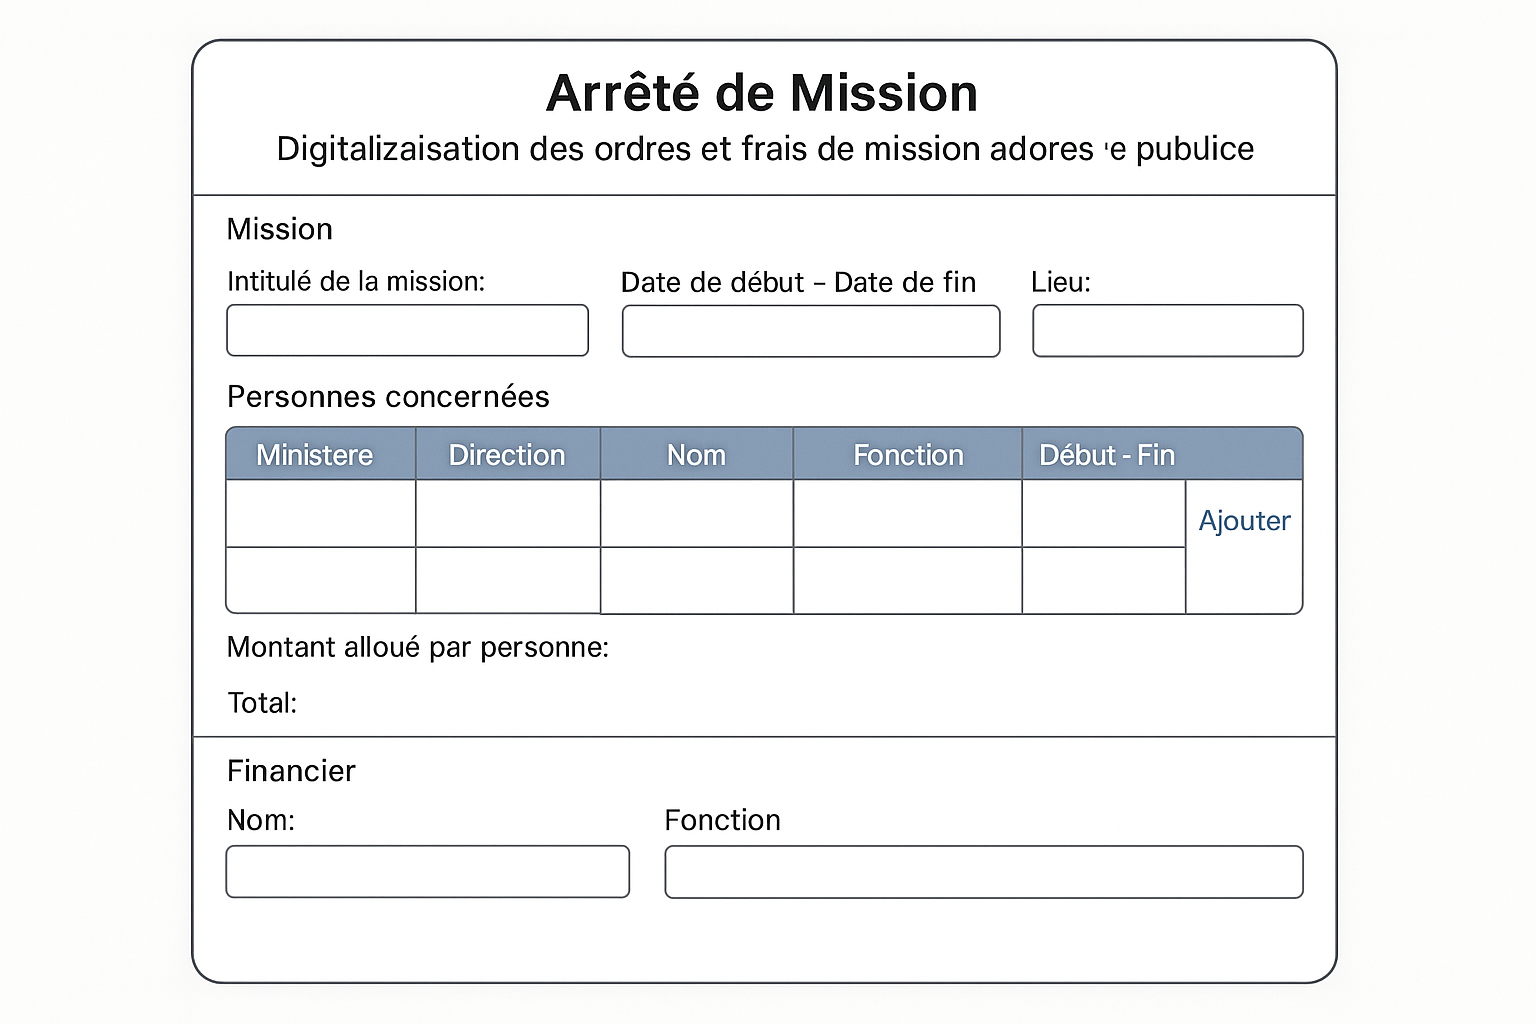 Arrêté de Mission
Digitalizaisation des ordres et frais de mission adores 'e publice
Mission
Intitulé de la mission: Date de début – Date de fin Lieu:
Personnes concernées
Ministere Direction Nom Fonction Début - Fin
Ajouter
Montant alloué par personne:
Total:
Financier
Nom: Fonction